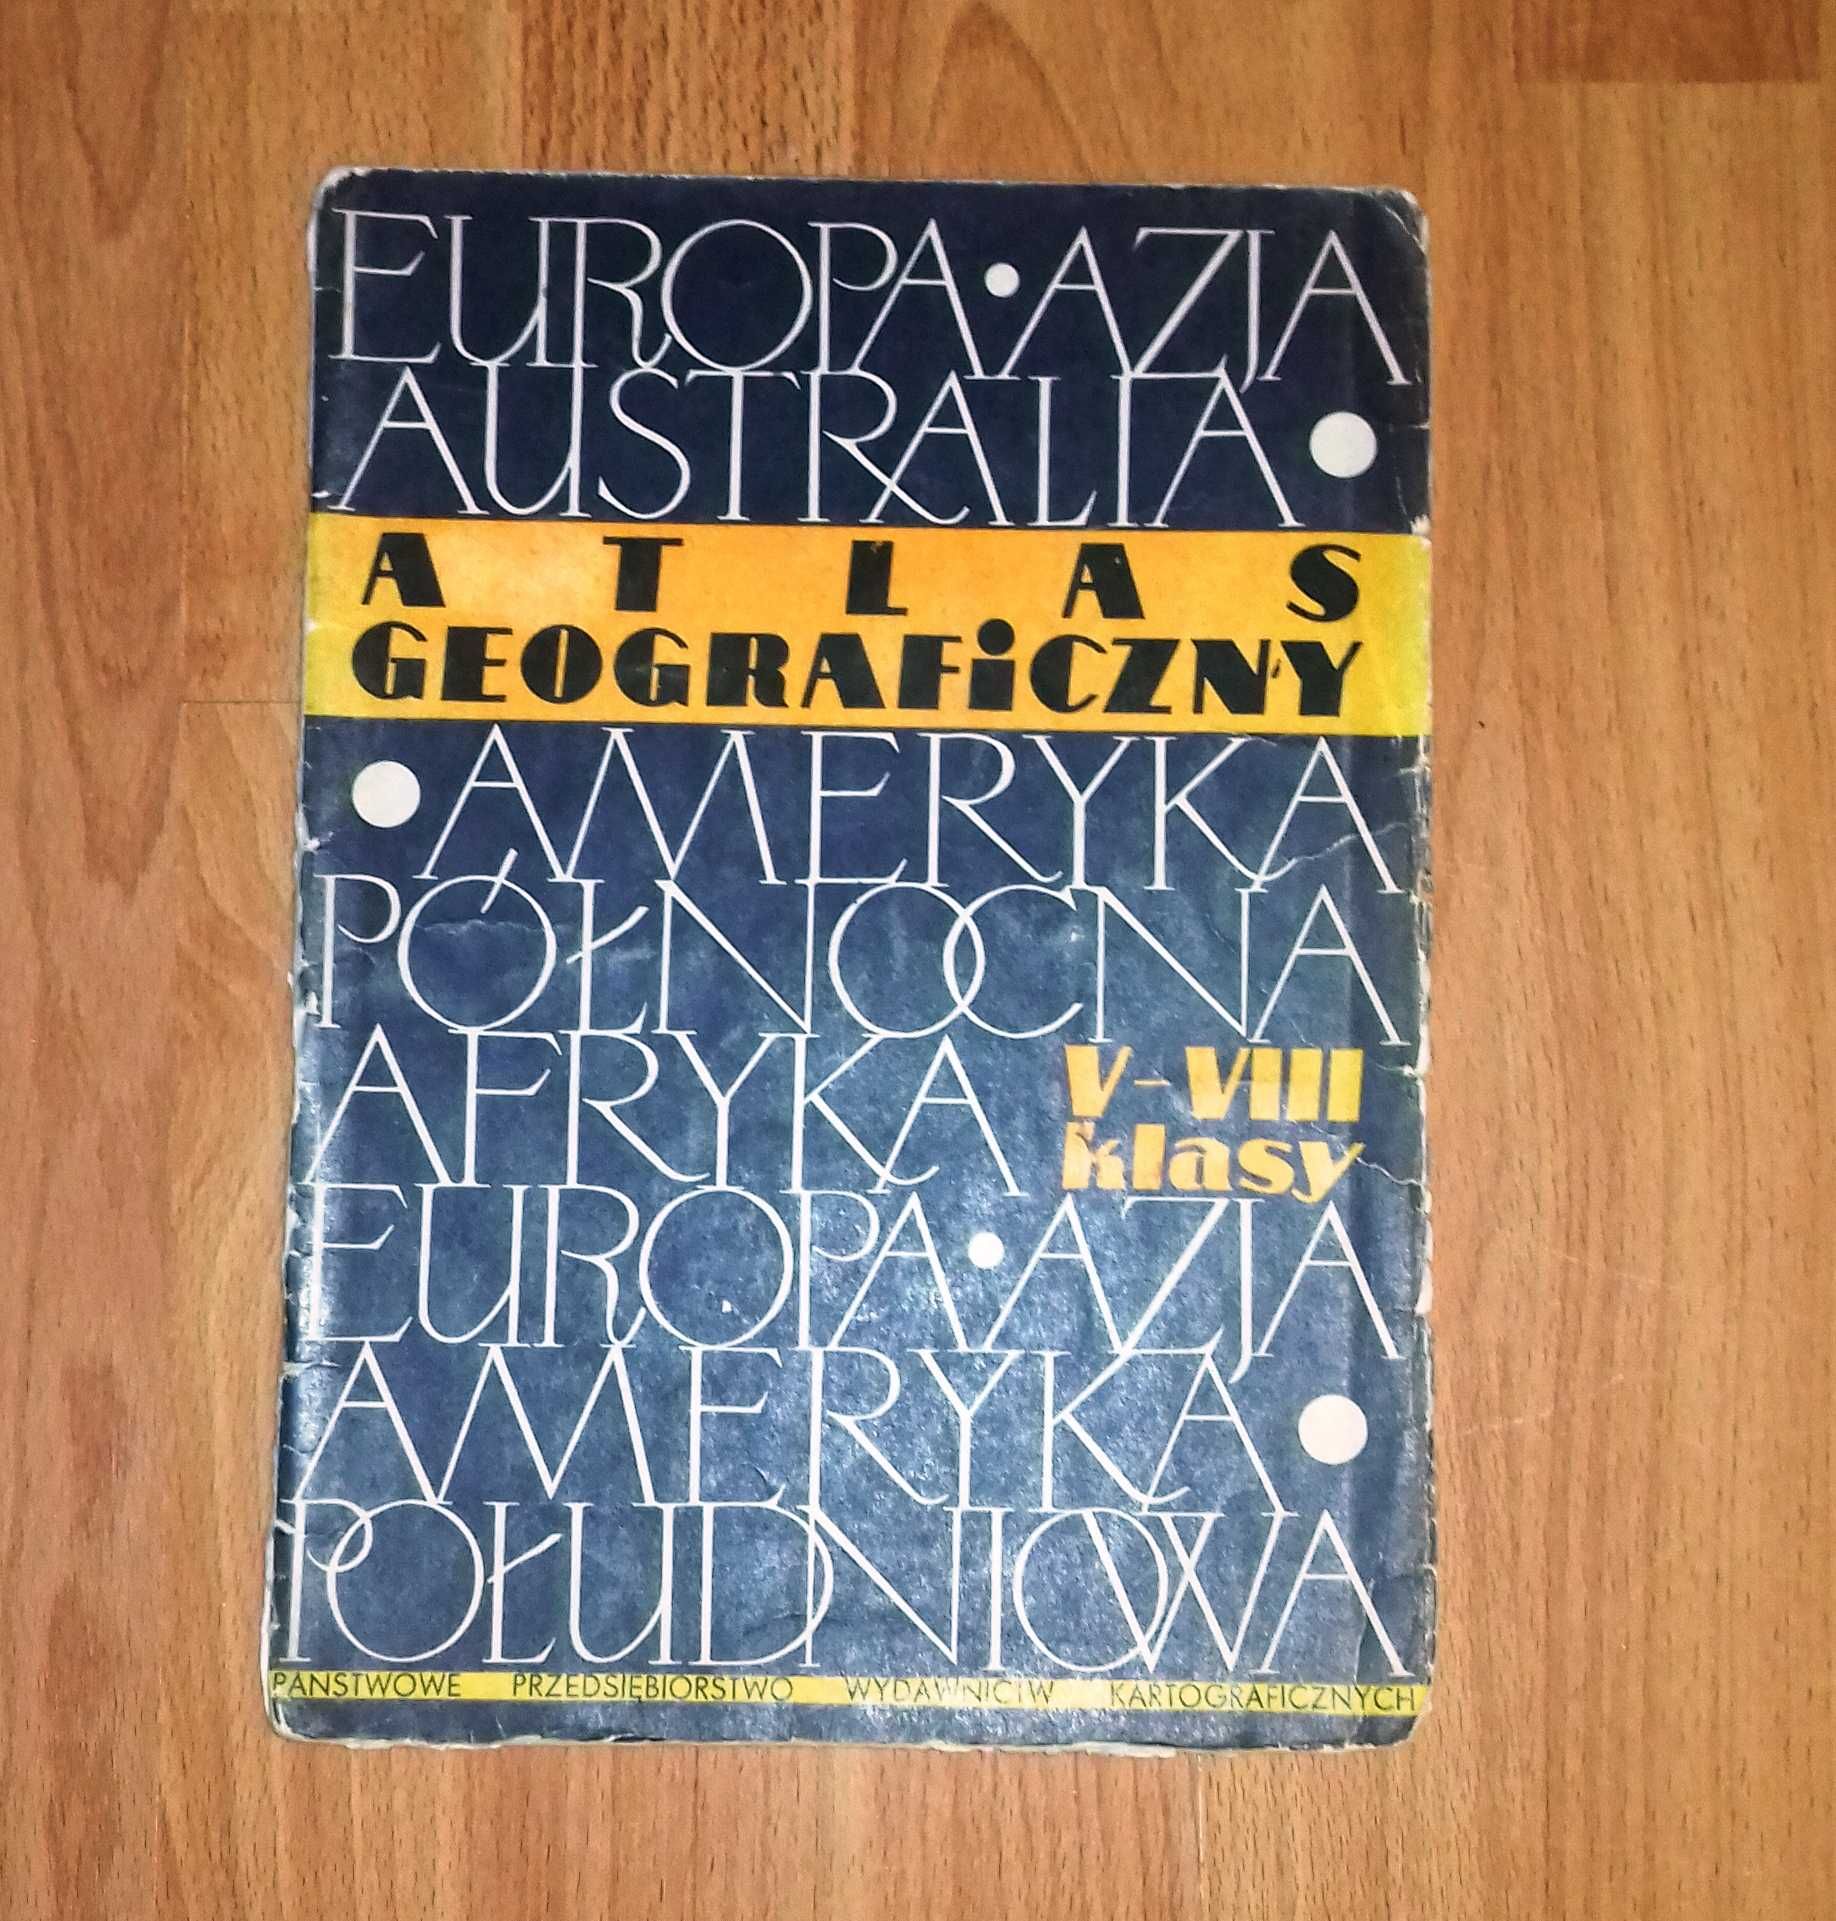 EUROPA • AZJA
AUSTRALIA •
ATLAS
GEOGRAFiCZNY
• AMERYKA
PÓŁNOCNA
AFRYKA
V-VIII
klasy
EUROPA • AZJA
AMERYKA •
POŁUDNIOWA
PAŃSTWOWE PRZEDSIĘBIORSTWO WYDAWNICTW KARTOGRAFICZNYCH